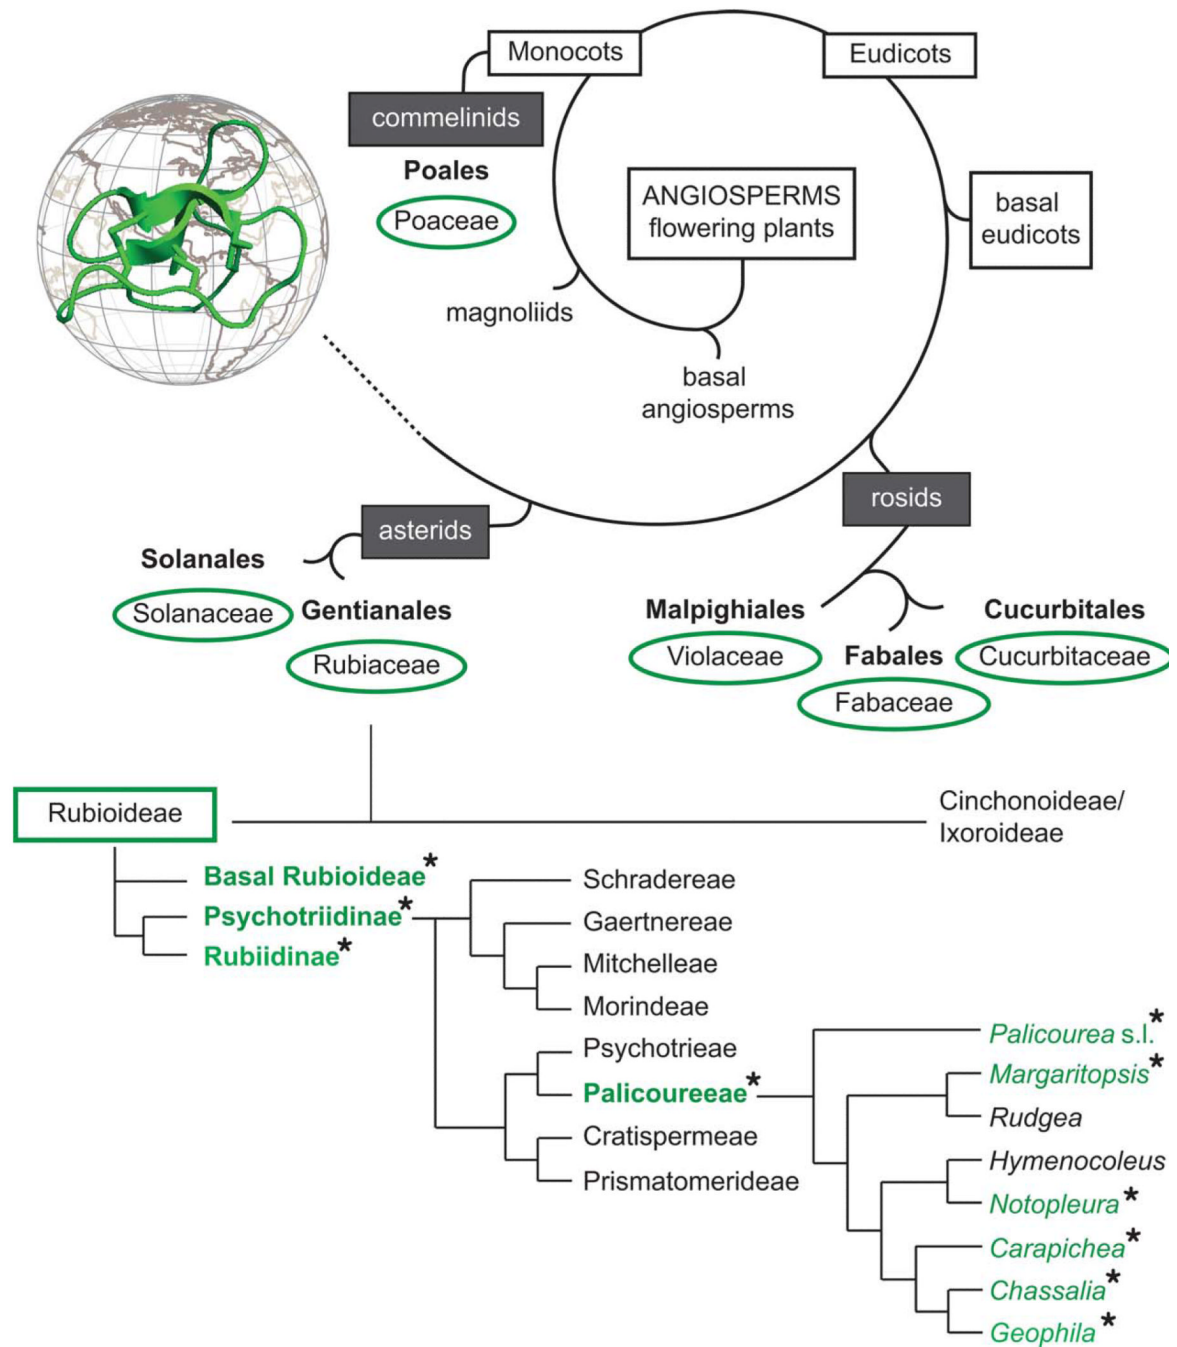 Monocots
Eudicots
commelinids
Poales
Poaceae
ANGIOSPERMS
flowering plants
basal
eudicots
magnoliids
basal
angiosperms
rosids
asterids
Solanales
Solanaceae
Gentianales
Rubiaceae
Malpighiales
Violaceae
Fabales
Fabaceae
Cucurbitales
Cucurbitaceae
Rubioideae
Cinchonoideae/
Ixoroideae
Basal Rubioideae*
Psychotriidinae*
Rubiidinae*
Schradereae
Gaertnereae
Mitchelleae
Morindeae
Psychotrieae
Palicoureeae*
Cratispermeae
Prismatomerideae
Palicourea s.l.*
Margaritopsis*
Rudgea
Hymenocoleus
Notopleura*
Carapichea*
Chassalia*
Geophila*